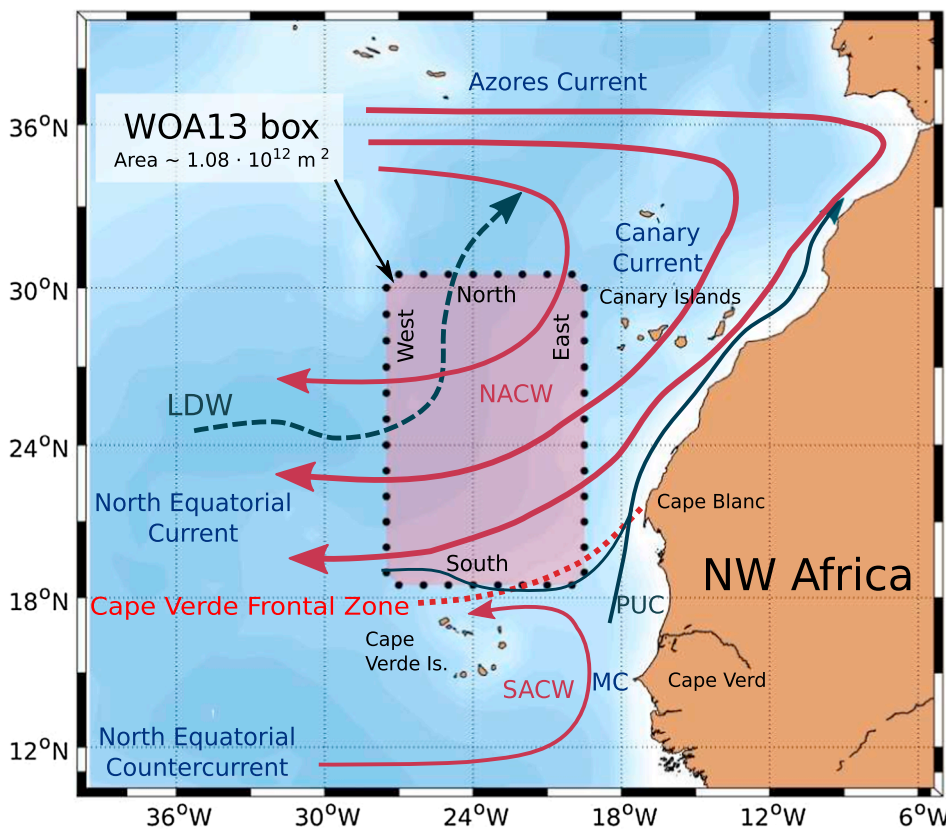 Azores Current
WOA13 box
Area ~ 1.08 · 10¹² m ²
36°N
Canary
Current
30°N
North
Canary Islands
West
East
NACW
LDW
24°N
North Equatorial
Current
Cape Blanc
South
NW Africa
18°N
Cape Verde Frontal Zone
PUC
Cape
Verde Is.
SACW
MC
Cape Verd
North Equatorial
Countercurrent
12°N
36°W
30°W
24°W
18°W
12°W
6°W